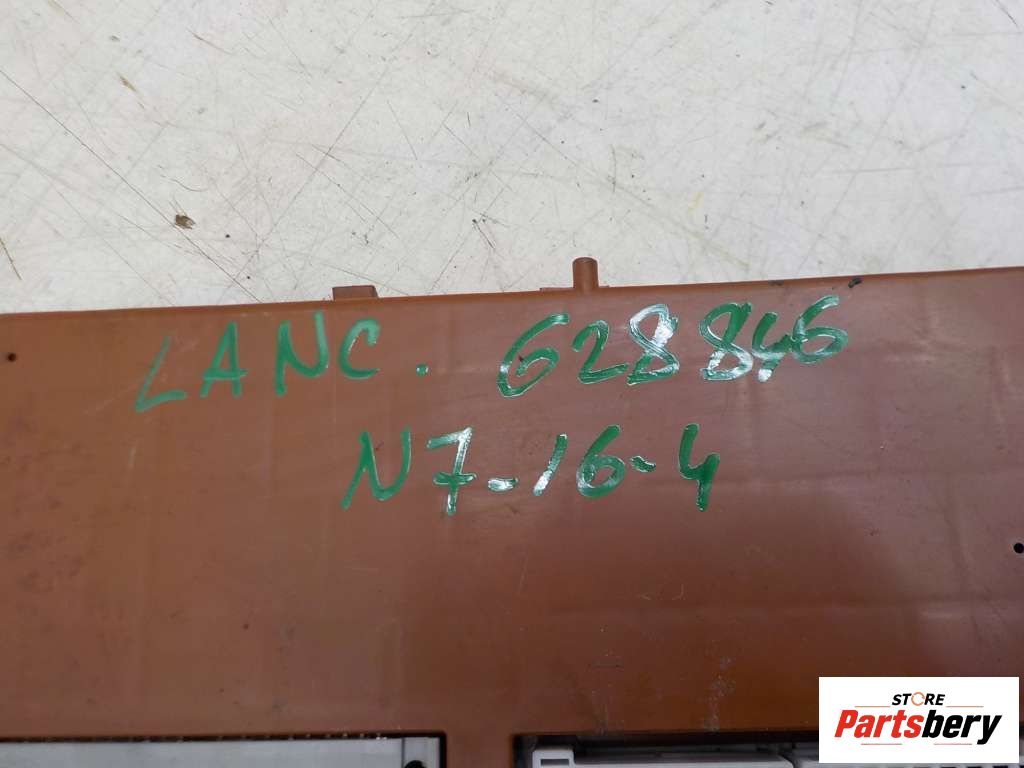 LANC. 628846
N7-16-4
STORE
Partsbery